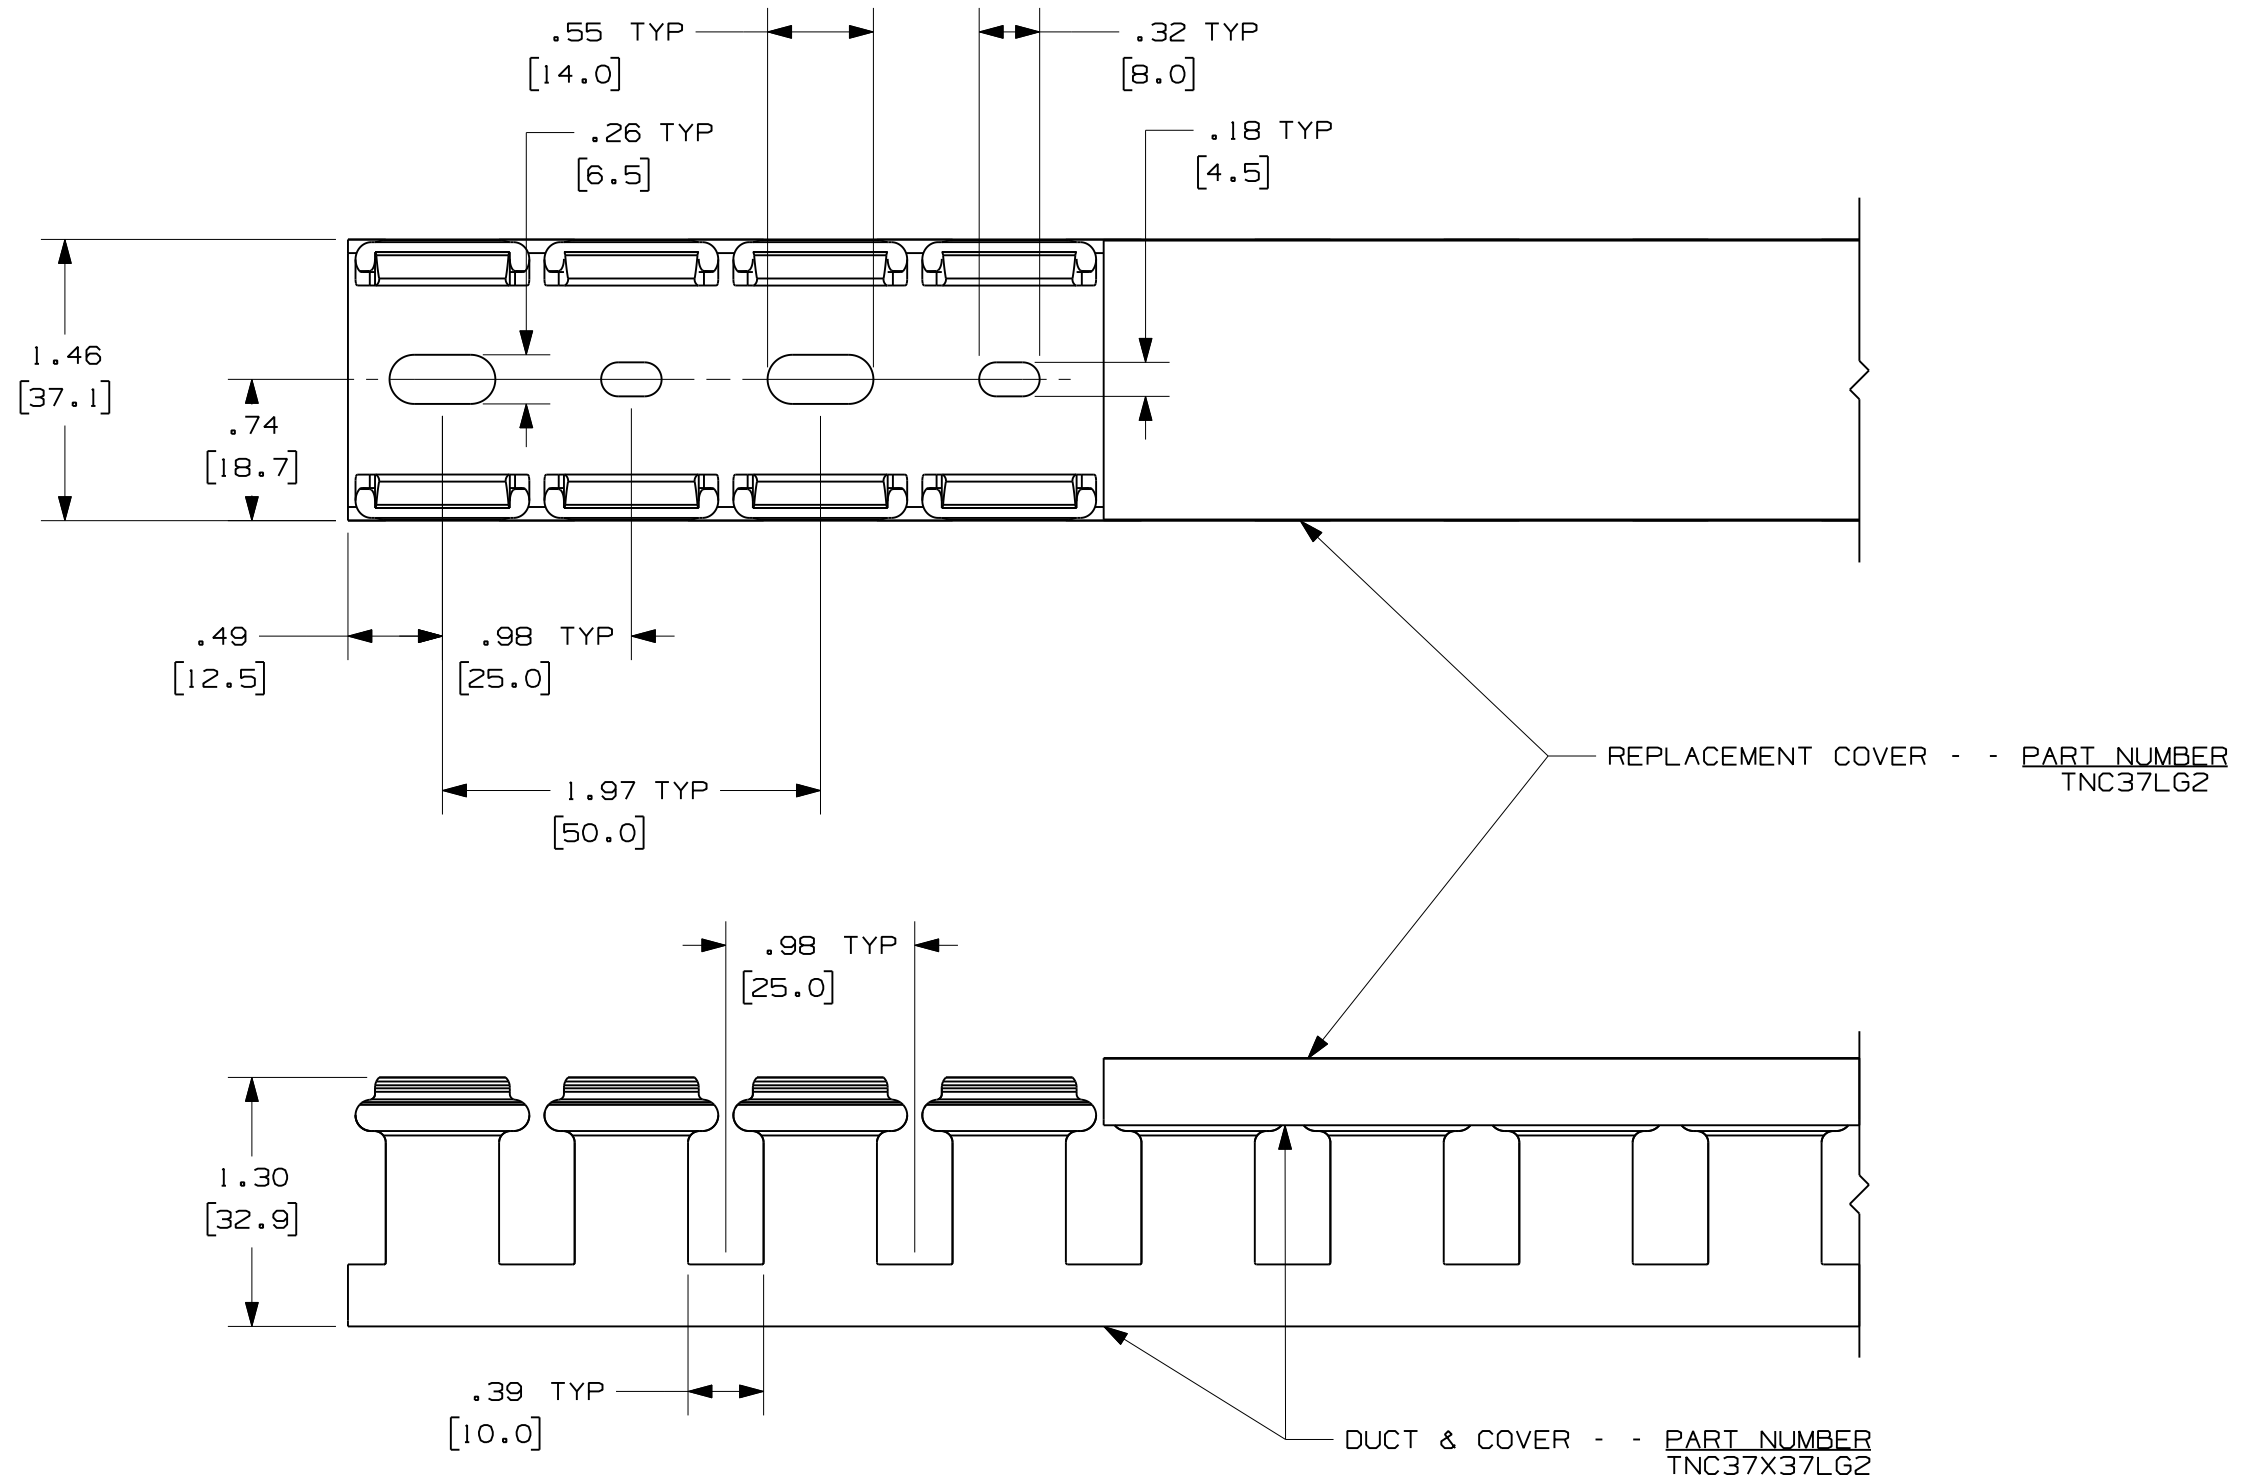 .55 TYP
[14.0]
.32 TYP
[8.0]
.26 TYP
[6.5]
.18 TYP
[4.5]
1.46
[37.1]
.74
[18.7]
.49
[12.5]
.98 TYP
[25.0]
REPLACEMENT COVER - - PART NUMBER
TNC37LG2
1.97 TYP
[50.0]
.98 TYP
[25.0]
1.30
[32.9]
.39 TYP
[10.0]
DUCT & COVER - - PART NUMBER
TNC37X37LG2